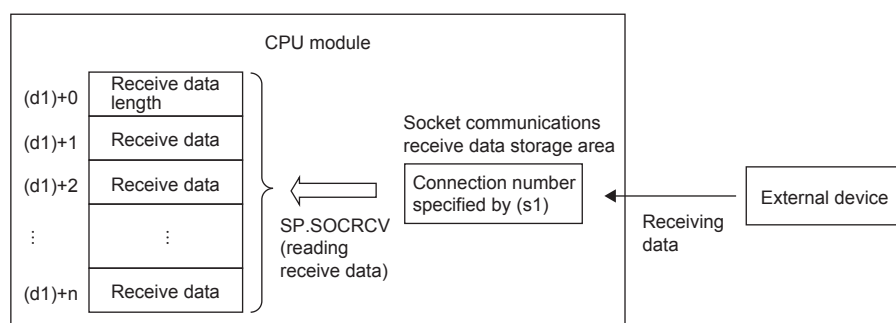 CPU module
(d1)+0
Receive data
length
(d1)+1
Receive data
(d1)+2
Receive data
⋮
⋮
(d1)+n
Receive data
SP.SOCRCV
(reading
receive data)
Socket communications
receive data storage area
Connection number
specified by (s1)
Receiving
data
External device